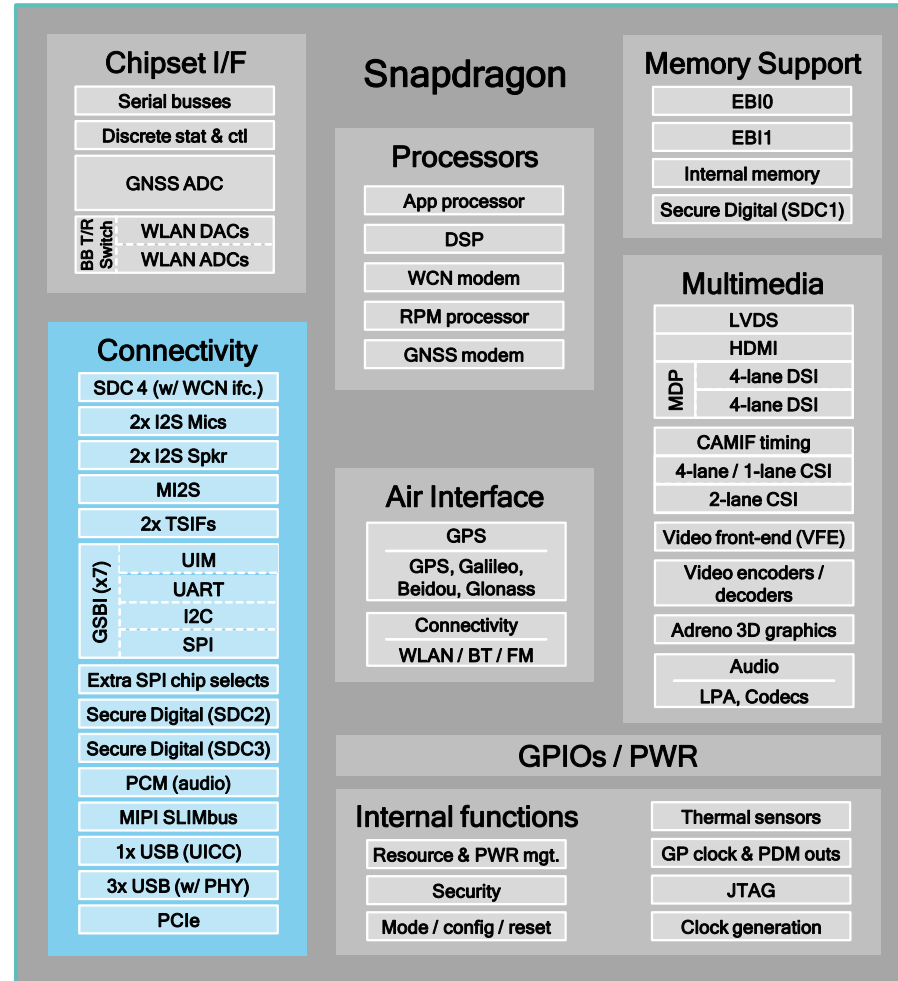 Snapdragon
Chipset I/F
Serial busses
Discrete stat & ctl
GNSS ADC
BB T/R
Switch
WLAN DACs
WLAN ADCs
Connectivity
SDC 4 (w/ WCN ifc.)
2x I2S Mics
2x I2S Spkr
MI2S
2x TSIFs
GSBI (x7)
UIM
UART
I2C
SPI
Extra SPI chip selects
Secure Digital (SDC2)
Secure Digital (SDC3)
PCM (audio)
MIPI SLIMbus
1x USB (UICC)
3x USB (w/ PHY)
PCIe
Processors
App processor
DSP
WCN modem
RPM processor
GNSS modem
Air Interface
GPS
GPS, Galileo,
Beidou, Glonass
Connectivity
WLAN / BT / FM
Memory Support
EBI0
EBI1
Internal memory
Secure Digital (SDC1)
Multimedia
LVDS
HDMI
MDP
4-lane DSI
4-lane DSI
CAMIF timing
4-lane / 1-lane CSI
2-lane CSI
Video front-end (VFE)
Video encoders /
decoders
Adreno 3D graphics
Audio
LPA, Codecs
GPIOs / PWR
Internal functions
Resource & PWR mgt.
Security
Mode / config / reset
Thermal sensors
GP clock & PDM outs
JTAG
Clock generation